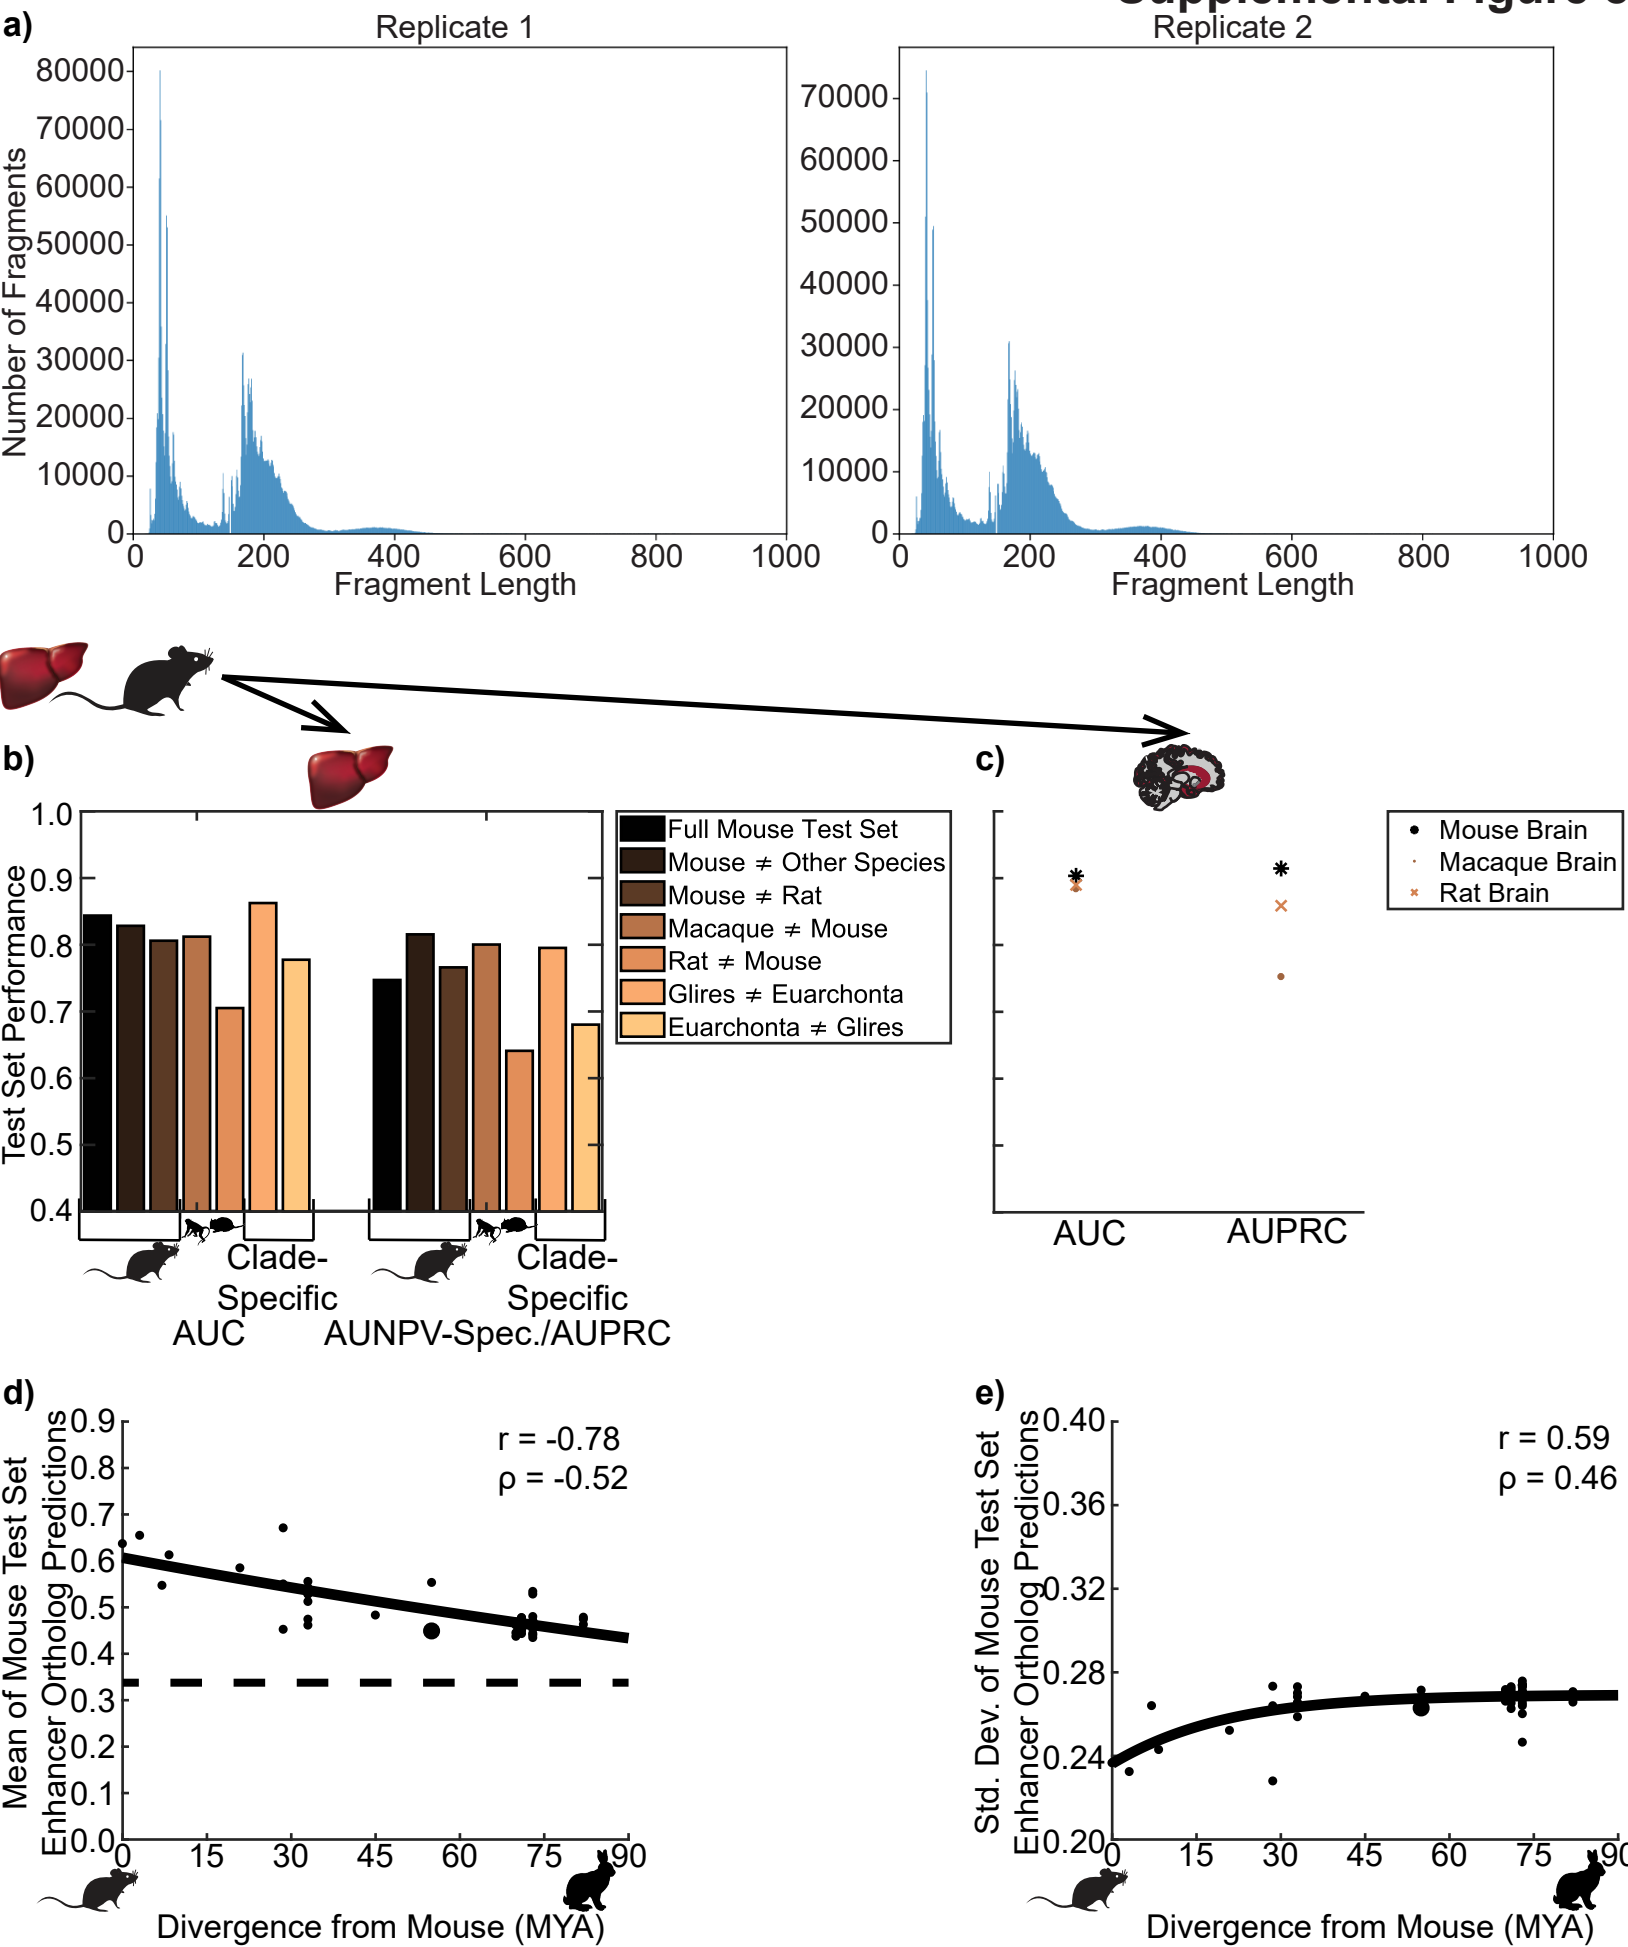 a)
Replicate 1
Replicate 2
Number of Fragments
80000
70000
60000
50000
40000
30000
20000
10000
0
0 200 400 600 800 1000
Fragment Length
70000
60000
50000
40000
30000
20000
10000
0
0 200 400 600 800 1000
Fragment Length
b)
Test Set Performance
1.0
0.9
0.8
0.7
0.6
0.5
0.4
Full Mouse Test Set
Mouse ≠ Other Species
Mouse ≠ Rat
Macaque ≠ Mouse
Rat ≠ Mouse
Glires ≠ Euarchonta
Euarchonta ≠ Glires
Clade-
Specific
AUC
Clade-
Specific
AUNPV-Spec./AUPRC
c)
Mouse Brain
Macaque Brain
Rat Brain
AUC
AUPRC
d)
Mean of Mouse Test Set
Enhancer Ortholog Predictions
0.9
0.8
0.7
0.6
0.5
0.4
0.3
0.2
0.1
0.0
r = -0.78
ρ = -0.52
0 15 30 45 60 75 90
Divergence from Mouse (MYA)
e)
Std. Dev. of Mouse Test Set
Enhancer Ortholog Predictions
0.40
0.36
0.32
0.28
0.24
0.20
r = 0.59
ρ = 0.46
0 15 30 45 60 75 90
Divergence from Mouse (MYA)